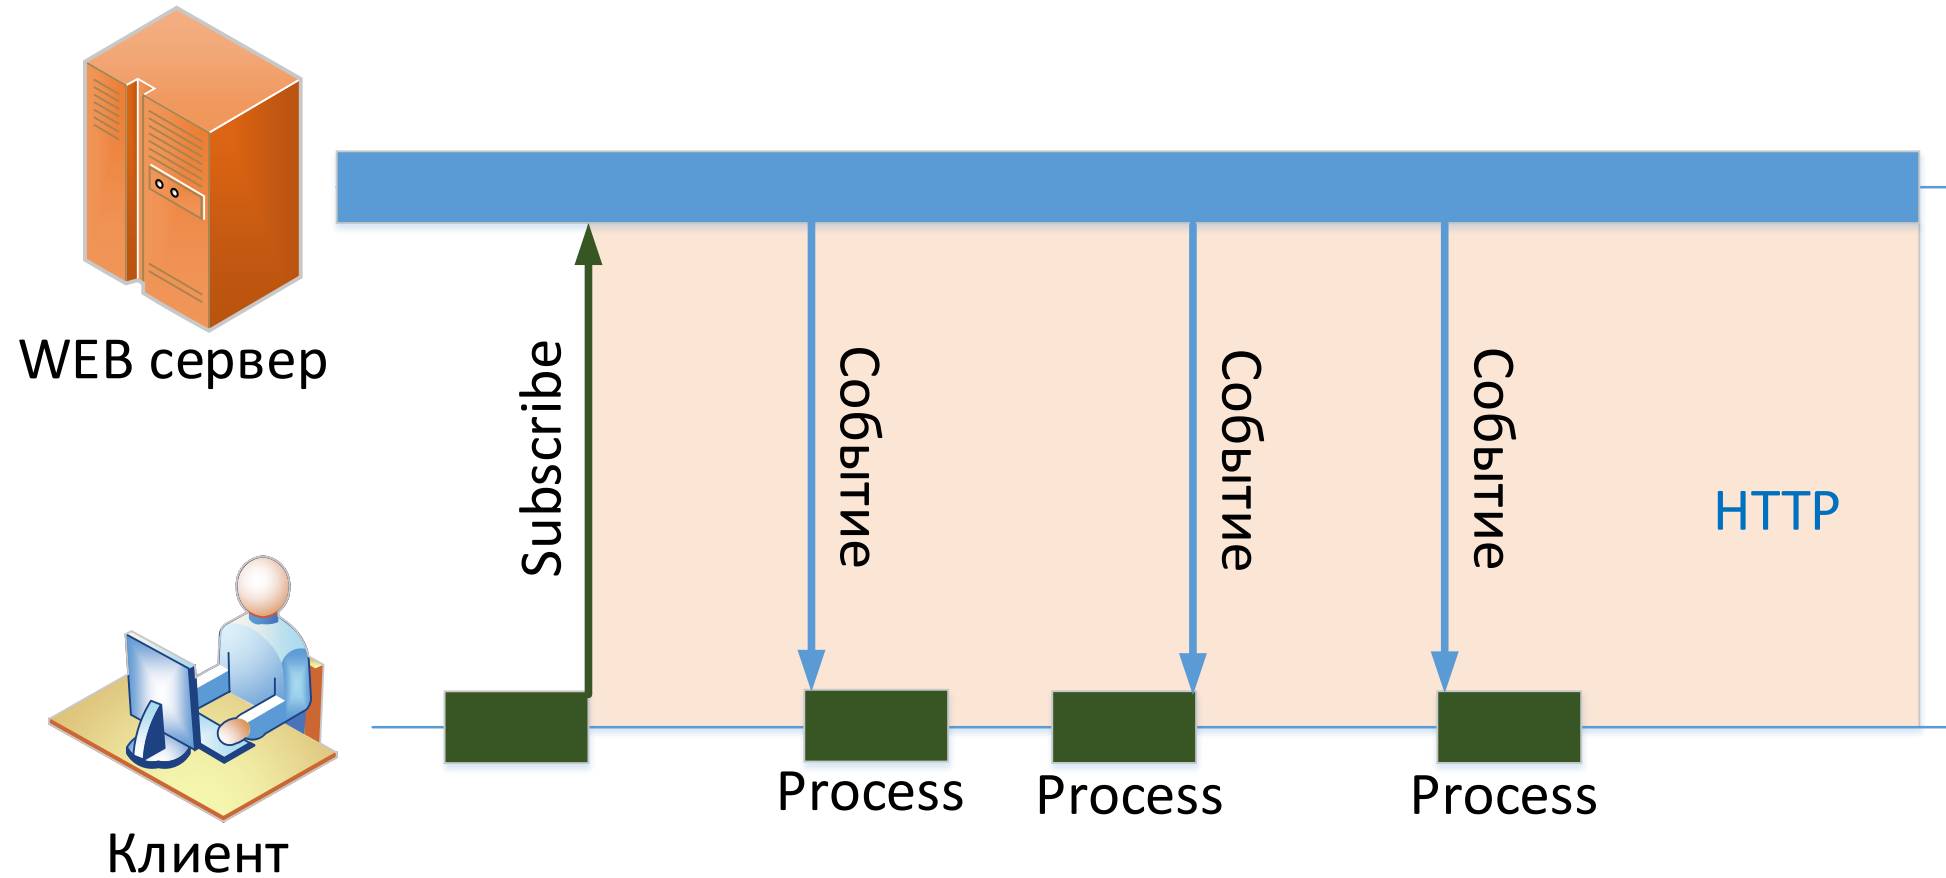 WEB сервер
Subscribe
Событие
Событие
Событие
HTTP
Process
Process
Process
Клиент